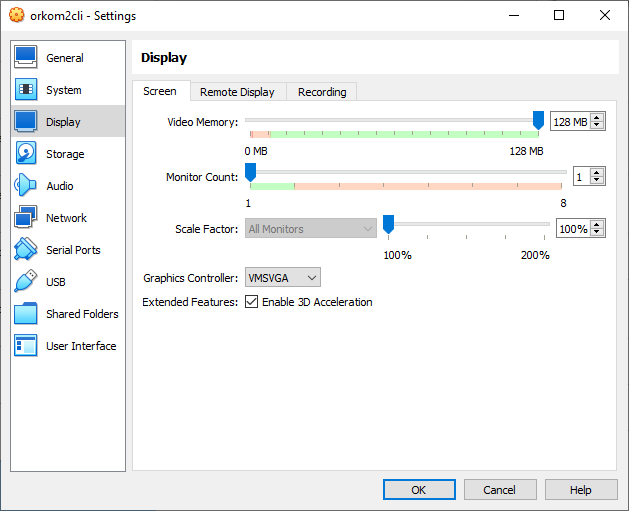 orkom2cli - Settings
General
System
Display
Storage
Audio
Network
Serial Ports
USB
Shared Folders
User Interface
Display
Screen Remote Display Recording
Video Memory: 128 MB
0 MB 128 MB
Monitor Count: 1
1 8
Scale Factor: All Monitors 100%
100% 200%
Graphics Controller: VMSVGA
Extended Features: Enable 3D Acceleration
OK Cancel Help